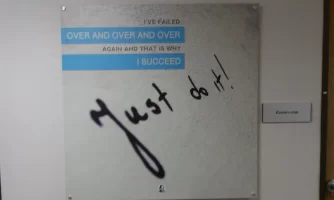 ...I'VE FAILED
OVER AND OVER AND OVER
AGAIN AND THAT IS WHY
I SUCCEED
Just do it!